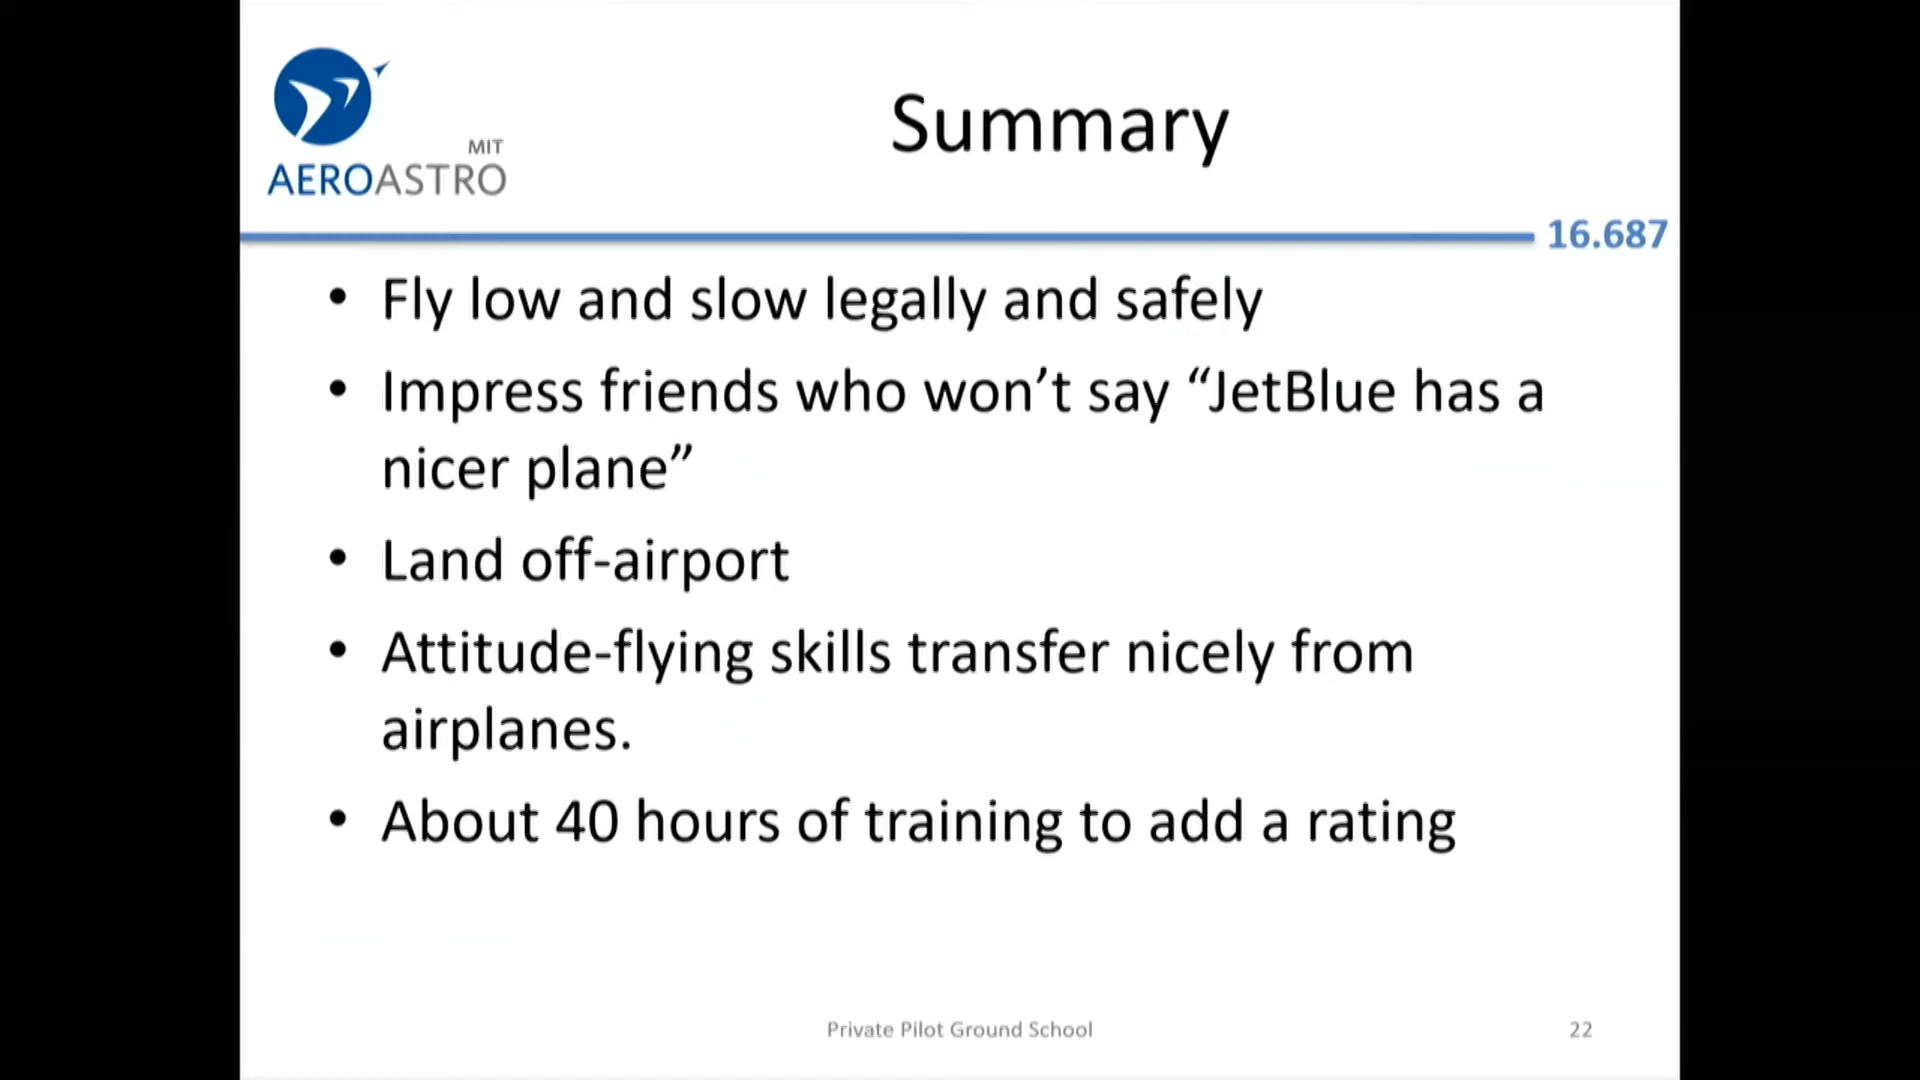 MIT
AEROASTRO
Summary
16.687
• Fly low and slow legally and safely
• Impress friends who won’t say “JetBlue has a
nicer plane”
• Land off-airport
• Attitude-flying skills transfer nicely from
airplanes.
• About 40 hours of training to add a rating
Private Pilot Ground School
22